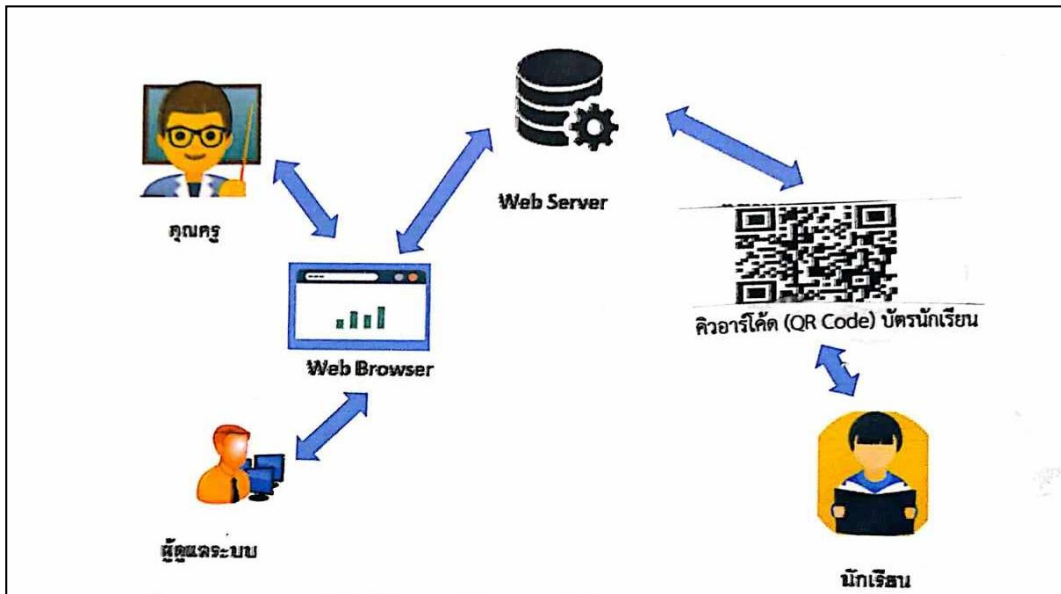 Web Server
คุณครู
คิวอาร์โค้ด (QR Code) บัตรนักเรียน
Web Browser
ผู้ดูแลระบบ
นักเรียน